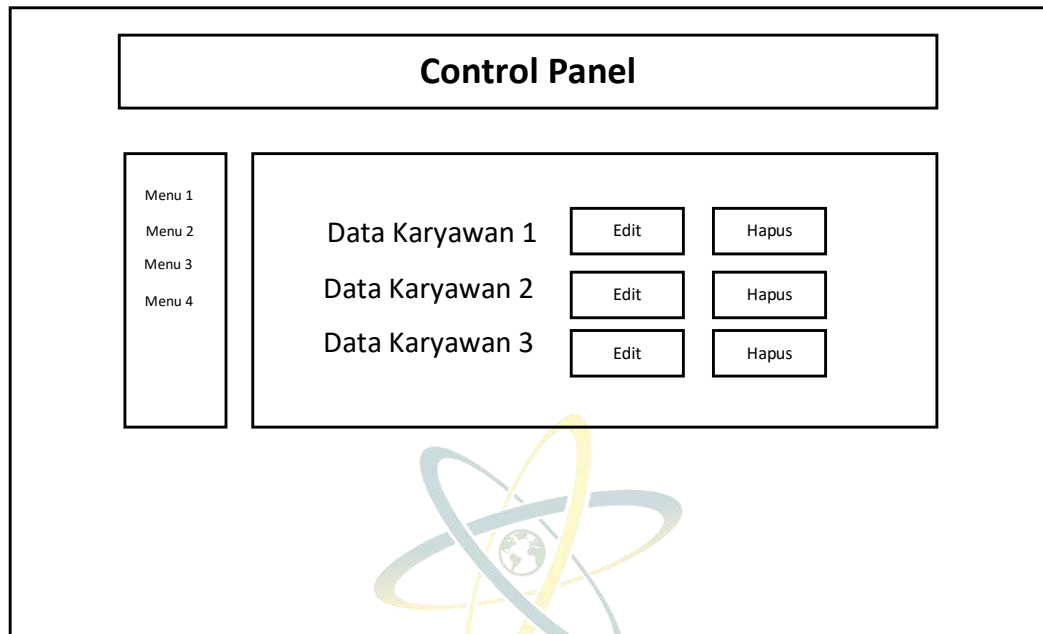 Control Panel
Menu 1
Menu 2
Menu 3
Menu 4
Data Karyawan 1 Edit Hapus
Data Karyawan 2 Edit Hapus
Data Karyawan 3 Edit Hapus